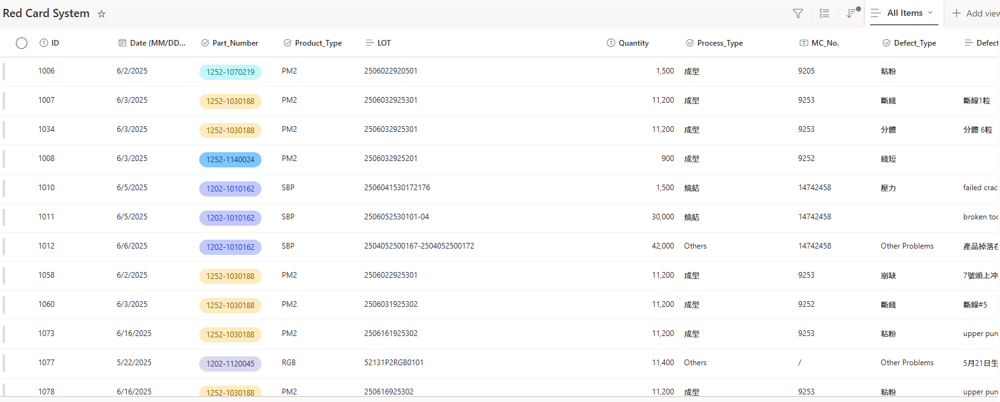 Red Card System
All Items
Add view
ID Date (MM/DD... Part_Number Product_Type LOT Quantity Process_Type MC_No. Defect_Type Defect
1006 6/2/2025 1252-1070219 PM2 2506022920501 1,500 成型 9205 粘粉
1007 6/3/2025 1252-1030188 PM2 2506032925301 11,200 成型 9253 斷綫 斷線1粒
1034 6/3/2025 1252-1030188 PM2 2506032925301 11,200 成型 9253 分體 分體 6粒
1008 6/3/2025 1252-1140024 PM2 2506032925201 900 成型 9252 綫短
1010 6/5/2025 1202-1010162 SBP 2506041530172176 1,500 燒結 14742458 壓力 failed crac
1011 6/5/2025 1202-1010162 SBP 2506052530101-04 30,000 燒結 14742458 broken too
1012 6/6/2025 1202-1010162 SBP 2504052500167-2504052500172 42,000 Others 14742458 Other Problems 產品掉落在
1058 6/2/2025 1252-1030188 PM2 2506022925301 11,200 成型 9253 崩缺 7號頭上冲
1060 6/3/2025 1252-1030188 PM2 2506031925302 11,200 成型 9252 斷綫 斷線#5
1073 6/16/2025 1252-1030188 PM2 2506161925302 11,200 成型 9253 粘粉 upper pun
1077 5/22/2025 1202-1120045 RGB 52131P2RGB0101 11,400 Others / Other Problems 5月21日生
1078 6/16/2025 1252-1030188 PM2 250616925302 11,200 成型 9253 粘粉 upper pun